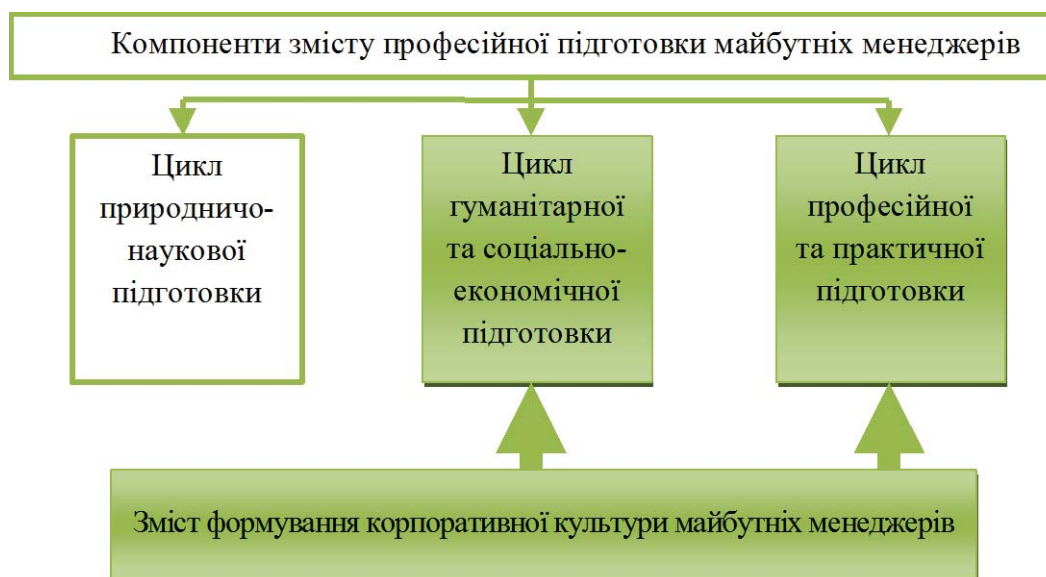 Компоненти змісту професійної підготовки майбутніх менеджерів
Цикл
природничо-
наукової
підготовки
Цикл
гуманітарної
та соціально-
економічної
підготовки
Цикл
професійної
та практичної
підготовки
Зміст формування корпоративної культури майбутніх менеджерів